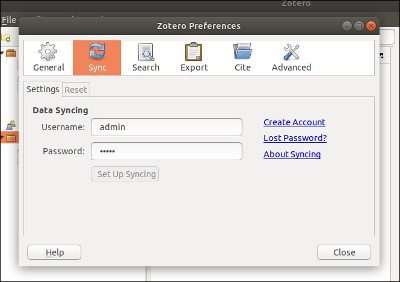 Zotero
Zotero Preferences
File
General Sync Search Export Cite Advanced
Settings Reset
Data Syncing
Username: admin
Create Account
Lost Password?
Password: •••••
About Syncing
Set Up Syncing
Help Close